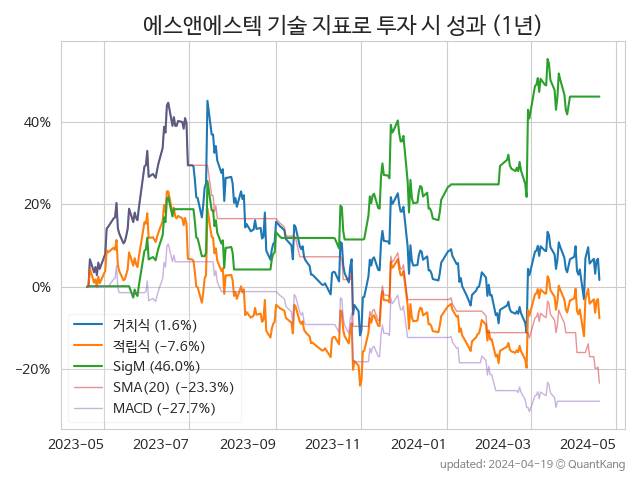 에스앤에스텍 기술 지표로 투자 시 성과 (1년)
40%
20%
0%
−20%
거치식 (1.6%)
적립식 (−7.6%)
SigM (46.0%)
SMA(20) (−23.3%)
MACD (−27.7%)
2023-05 2023-07 2023-09 2023-11 2024-01 2024-03 2024-05
updated: 2024-04-19 © QuantKang